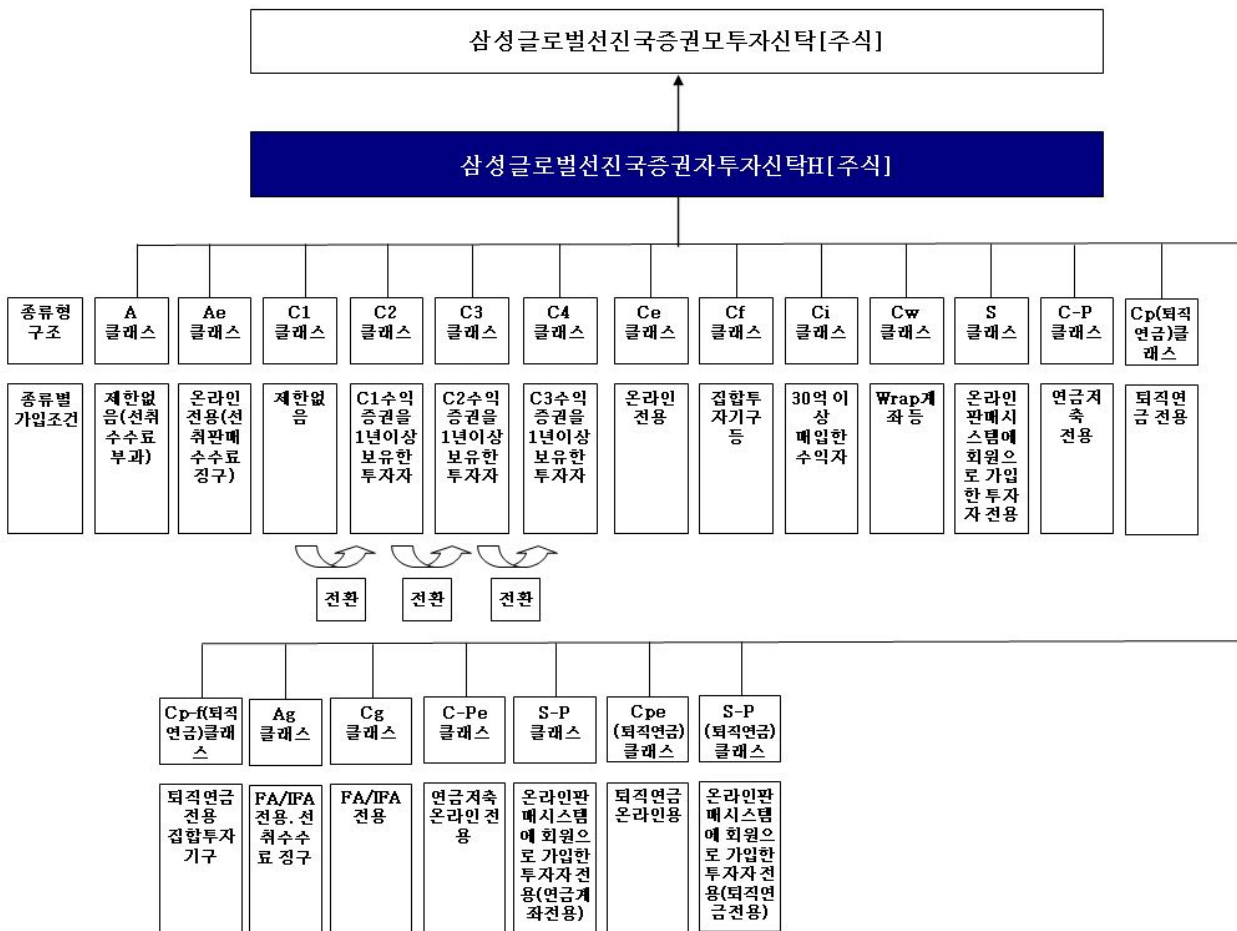 삼성글로벌선진국증권모투자신탁[주식]
삼성글로벌선진국증권자투자신탁H[주식]
종류형
구조
A
클래스
Ae
클래스
C1
클래스
C2
클래스
C3
클래스
C4
클래스
Ce
클래스
Cf
클래스
Ci
클래스
Cw
클래스
S
클래스
C-P
클래스
Cp(퇴직
연금)클
래스
종류별
가입조건
제한없
음(선취
수수료
부과)
온라인
전용(선
취판매
수수료
징구)
제한없
음
C1수익
증권을
1년이상
보유한
투자자
C2수익
증권을
1년이상
보유한
투자자
C3수익
증권을
1년이상
보유한
투자자
온라인
전용
집합투
자기구
등
30억 이
상
매입한
수익자
Wrap계
좌 등
온라인
판매시
스템에
회원으
로 가입
한 투자
자 전용
연금저
축
전용
퇴직연
금 전용
전환
전환
전환
Cp-f(퇴직
연금)클래
스
Ag
클래스
Cg
클래스
C-Pe
클래스
S-P
클래스
Cpe
(퇴직연금)
클래스
S-P
(퇴직연금)
클래스
퇴직연금
전용
집합투자
기구
FA/IFA
전용. 선
취수수
료 징구
FA/IFA
전용
연금저축
온라인 전
용
온라인판
매시스템
에 회원으
로 가입한
투자자 전
용(연금계
좌전용)
퇴직연금
온라인용
온라인판
매시스템
에 회원으
로 가입한
투자자 전
용(퇴직연
금전용)